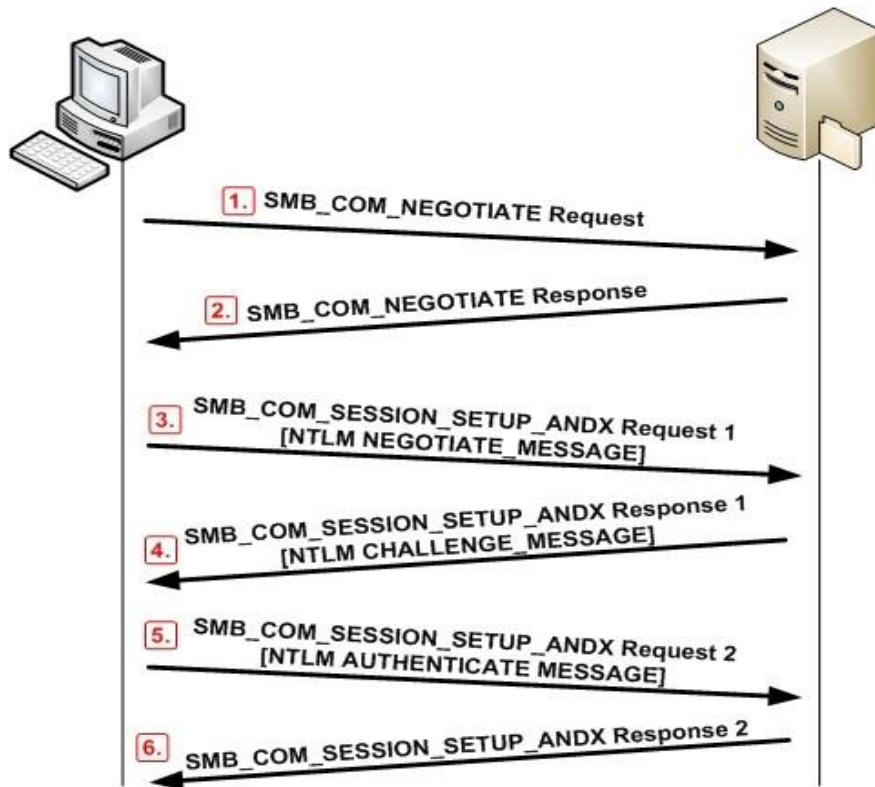 1. SMB_COM_NEGOTIATE Request
2. SMB_COM_NEGOTIATE Response
3. SMB_COM_SESSION_SETUP_ANDX Request 1
[NTLM NEGOTIATE_MESSAGE]
4. SMB_COM_SESSION_SETUP_ANDX Response 1
[NTLM CHALLENGE_MESSAGE]
5. SMB_COM_SESSION_SETUP_ANDX Request 2
[NTLM AUTHENTICATE MESSAGE]
6. SMB_COM_SESSION_SETUP_ANDX Response 2